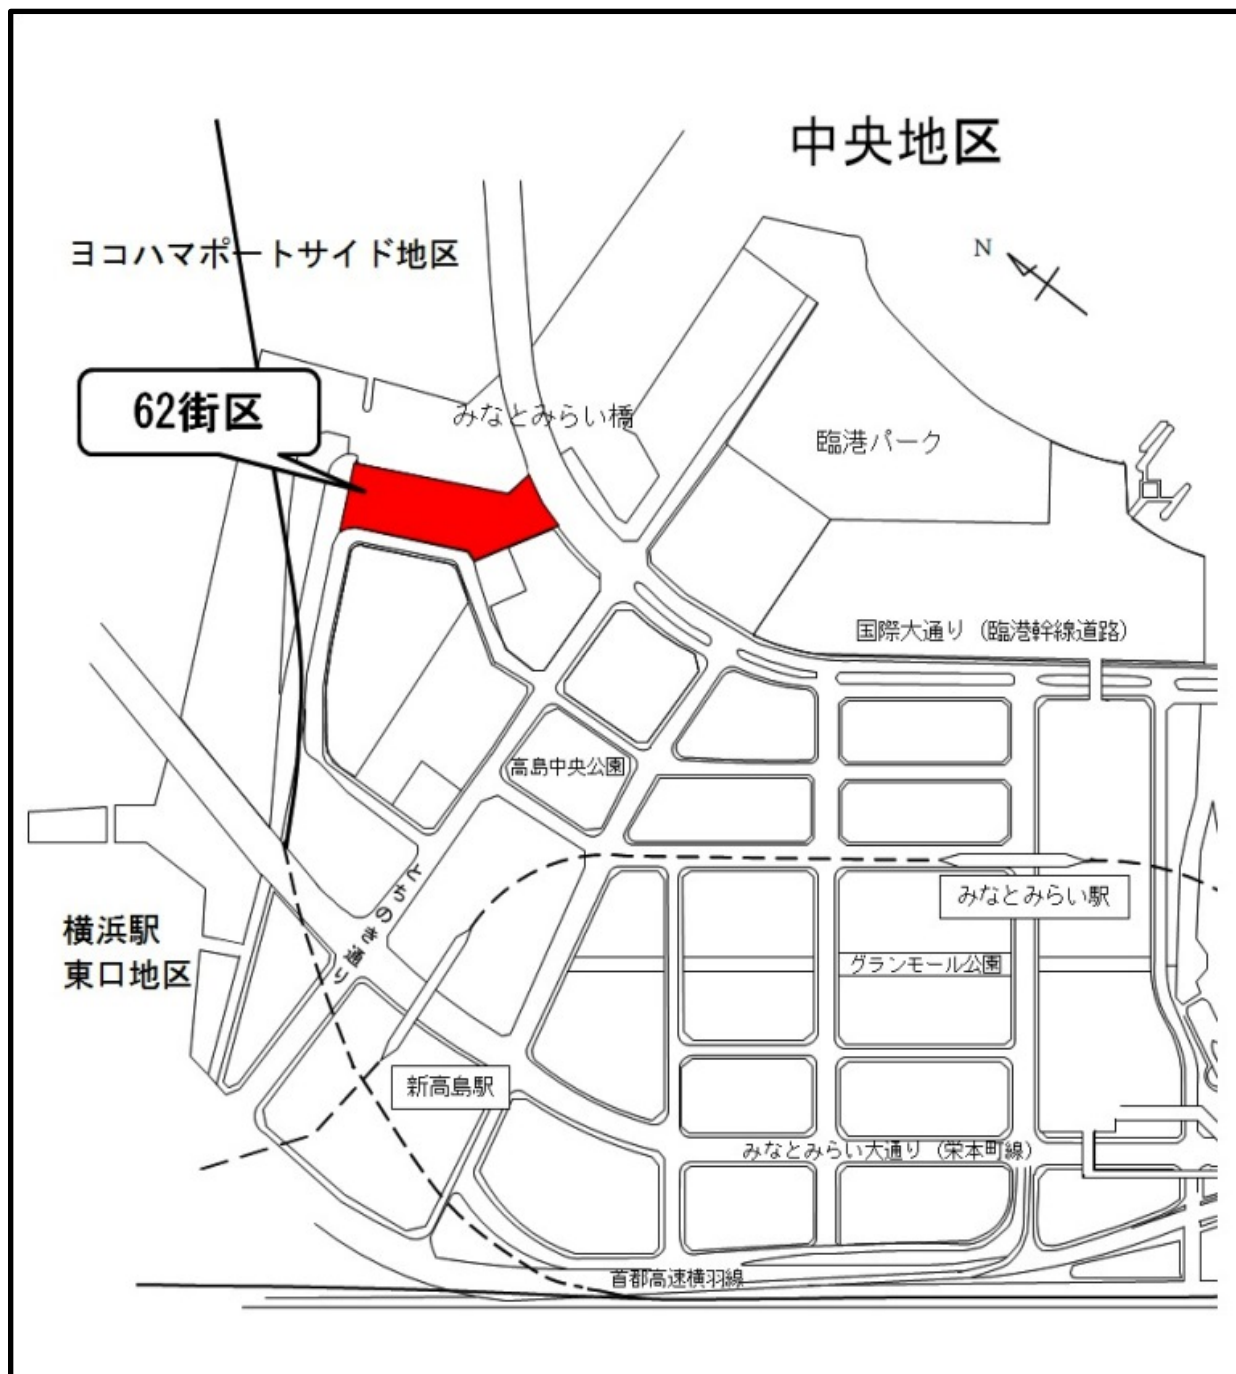 中央地区
ヨコハマポートサイド地区
N
62街区
みなとみらい橋
臨港パーク
国際大通り（臨港幹線道路）
高島中央公園
とちのき通り
みなとみらい駅
横浜駅
東口地区
グランモール公園
新高島駅
みなとみらい大通り（栄本町線）
首都高速横羽線